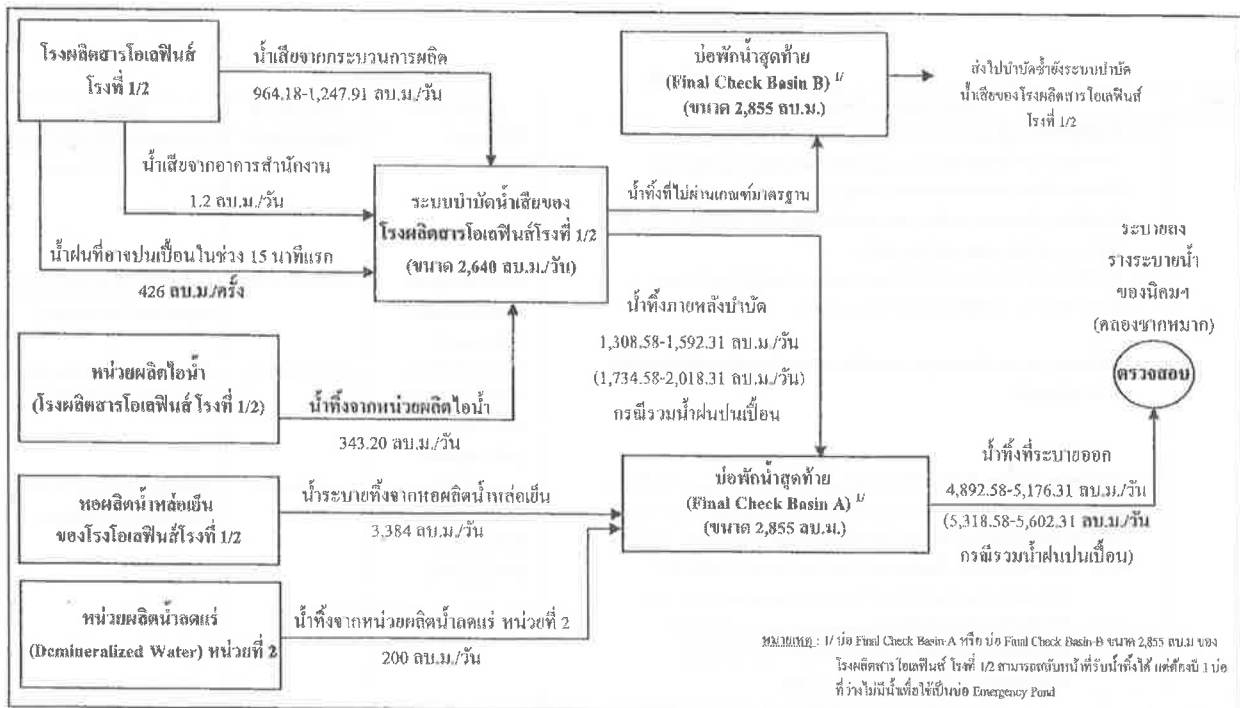 โรงผลิตสารโอเลฟินส์
โรงที่ 1/2
น้ำเสียจากกระบวนการผลิต
964.18-1,247.91 ลบ.ม./วัน
บ่อพักน้ำสุดท้าย
(Final Check Basin B) 1/
(ขนาด 2,855 ลบ.ม.)
ส่งไปบำบัดซ้ำยังระบบบำบัด
น้ำเสียของโรงผลิตสารโอเลฟินส์
โรงที่ 1/2
น้ำเสียจากอาคารสำนักงาน
1.2 ลบ.ม./วัน
น้ำฝนที่อาจปนเปื้อนในช่วง 15 นาทีแรก
426 ลบ.ม./ครั้ง
ระบบบำบัดน้ำเสียของ
โรงผลิตสารโอเลฟินส์โรงที่ 1/2
(ขนาด 2,640 ลบ.ม./วัน)
น้ำทิ้งที่ไม่ผ่านเกณฑ์มาตรฐาน
ระบายลง
รางระบายน้ำ
ของนิคมฯ
(คลองชากหมาก)
ตรวจสอบ
น้ำทิ้งภายหลังบำบัด
1,308.58-1,592.31 ลบ.ม./วัน
(1,734.58-2,018.31 ลบ.ม./วัน)
กรณีรวมน้ำฝนปนเปื้อน
หน่วยผลิตไอน้ำ
(โรงผลิตสารโอเลฟินส์ โรงที่ 1/2)
น้ำทิ้งจากหน่วยผลิตไอน้ำ
343.20 ลบ.ม./วัน
หอผลิตน้ำหล่อเย็น
ของโรงโอเลฟินส์โรงที่ 1/2
น้ำระบายทิ้งจากหอผลิตน้ำหล่อเย็น
3,384 ลบ.ม./วัน
บ่อพักน้ำสุดท้าย
(Final Check Basin A) 1/
(ขนาด 2,855 ลบ.ม.)
น้ำทิ้งที่ระบายออก
4,892.58-5,176.31 ลบ.ม./วัน
(5,318.58-5,602.31 ลบ.ม./วัน
กรณีรวมน้ำฝนปนเปื้อน)
หน่วยผลิตน้ำลดแร่
(Demineralized Water) หน่วยที่ 2
น้ำทิ้งจากหน่วยผลิตน้ำลดแร่ หน่วยที่ 2
200 ลบ.ม./วัน
หมายเหตุ : 1/ บ่อ Final Check Basin-A หรือ บ่อ Final Check Basin-B ขนาด 2,855 ลบ.ม ของ
โรงผลิตสารโอเลฟินส์ โรงที่ 1/2 สามารถสลับหน้าที่รับน้ำทิ้งได้ แต่ต้องมี 1 บ่อ
ที่ว่างไม่มีน้ำเพื่อใช้เป็นบ่อ Emergency Pond